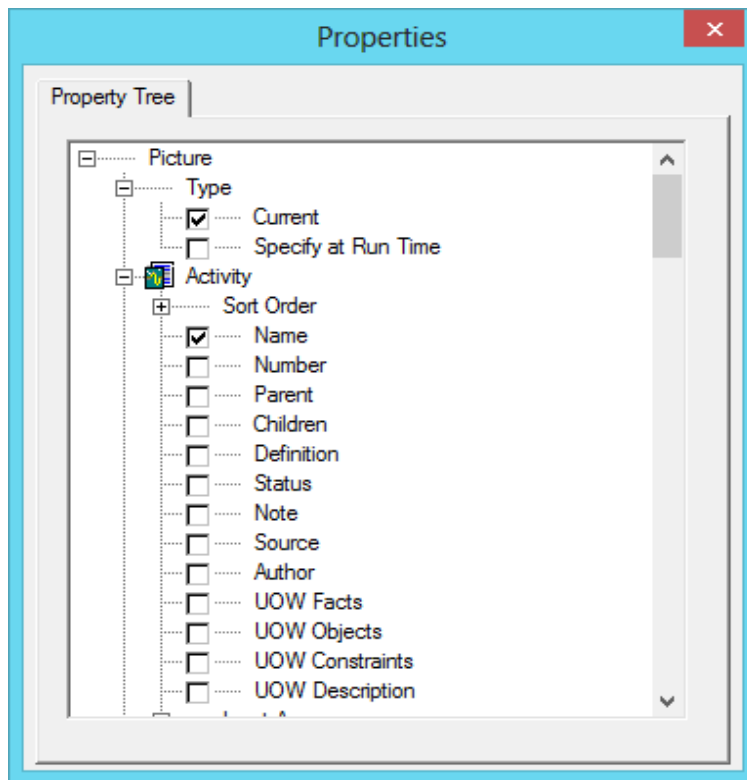 Properties
Property Tree
Picture
Type
Current
Specify at Run Time
Activity
Sort Order
Name
Number
Parent
Children
Definition
Status
Note
Source
Author
UOW Facts
UOW Objects
UOW Constraints
UOW Description